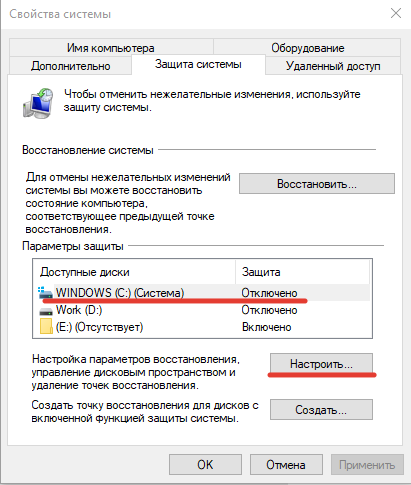 Свойства системы
Имя компьютера
Оборудование
Дополнительно
Защита системы
Удаленный доступ
Чтобы отменить нежелательные изменения, используйте
защиту системы.
Восстановление системы
Для отмены нежелательных изменений
системы вы можете восстановить
состояние компьютера,
соответствующее предыдущей точке
восстановления.
Восстановить...
Параметры защиты
Доступные диски
Защита
WINDOWS (C:) (Система)
Отключено
Work (D:)
Отключено
(E:) (Отсутствует)
Включено
Настройка параметров восстановления,
управление дисковым пространством и
удаление точек восстановления.
Настроить...
Создать точку восстановления для дисков с
включенной функцией защиты системы.
Создать...
ОК
Отмена
Применить